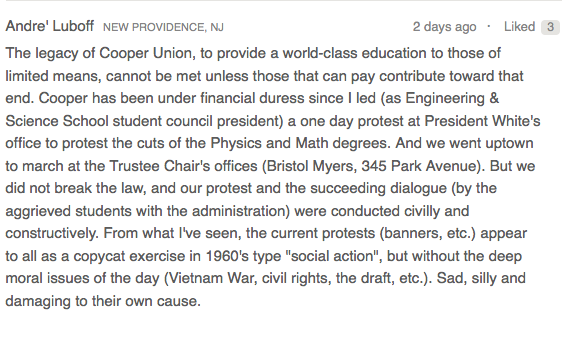 Andre' Luboff NEW PROVIDENCE, NJ 2 days ago · Liked 3
The legacy of Cooper Union, to provide a world-class education to those of
limited means, cannot be met unless those that can pay contribute toward that
end. Cooper has been under financial duress since I led (as Engineering &
Science School student council president) a one day protest at President White's
office to protest the cuts of the Physics and Math degrees. And we went uptown
to march at the Trustee Chair's offices (Bristol Myers, 345 Park Avenue). But we
did not break the law, and our protest and the succeeding dialogue (by the
aggrieved students with the administration) were conducted civilly and
constructively. From what I've seen, the current protests (banners, etc.) appear
to all as a copycat exercise in 1960's type "social action", but without the deep
moral issues of the day (Vietnam War, civil rights, the draft, etc.). Sad, silly and
damaging to their own cause.